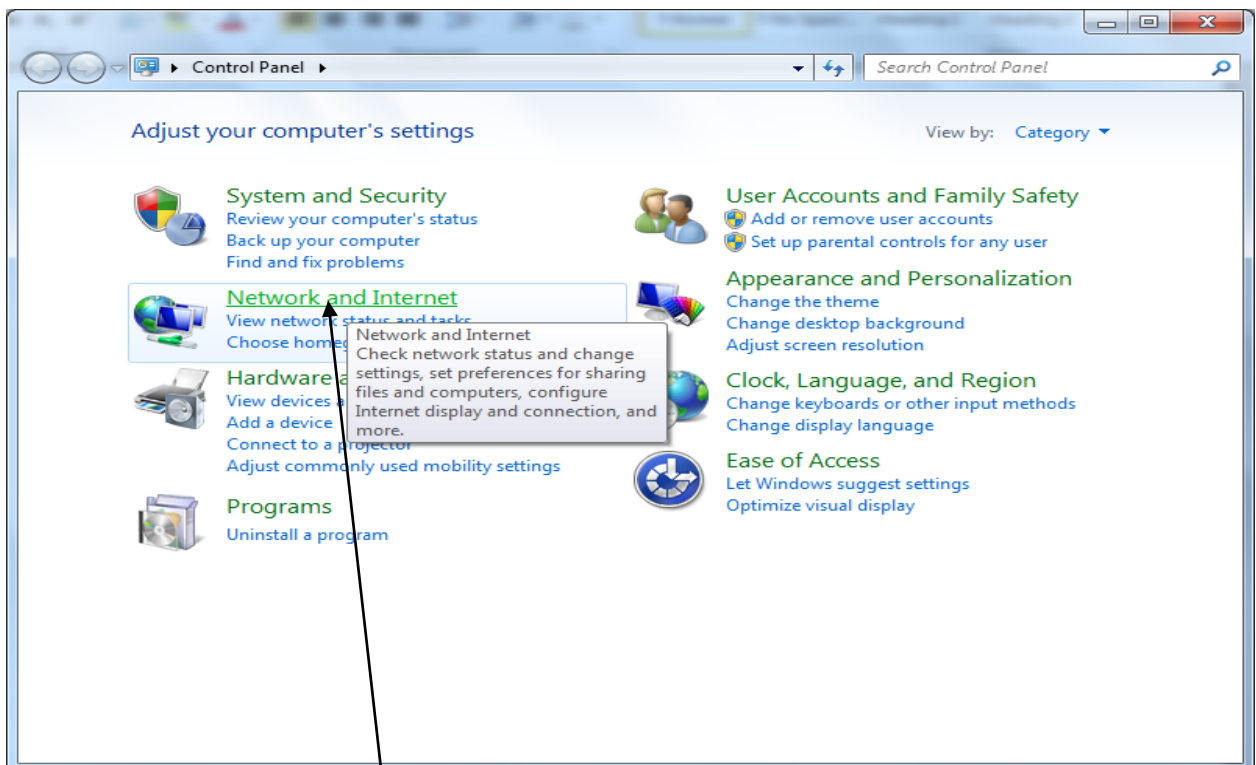 Control Panel
Search Control Panel
Adjust your computer's settings
View by: Category
System and Security
Review your computer's status
Back up your computer
Find and fix problems
Network and Internet
View network status and tasks
Choose
Network and Internet
Check network status and change
settings, set preferences for sharing
files and computers, configure
Internet display and connection, and
more.
Hardware
View devices
Add a device
Connect to a projector
Adjust commonly used mobility settings
Programs
Uninstall a program
User Accounts and Family Safety
Add or remove user accounts
Set up parental controls for any user
Appearance and Personalization
Change the theme
Change desktop background
Adjust screen resolution
Clock, Language, and Region
Change keyboards or other input methods
Change display language
Ease of Access
Let Windows suggest settings
Optimize visual display